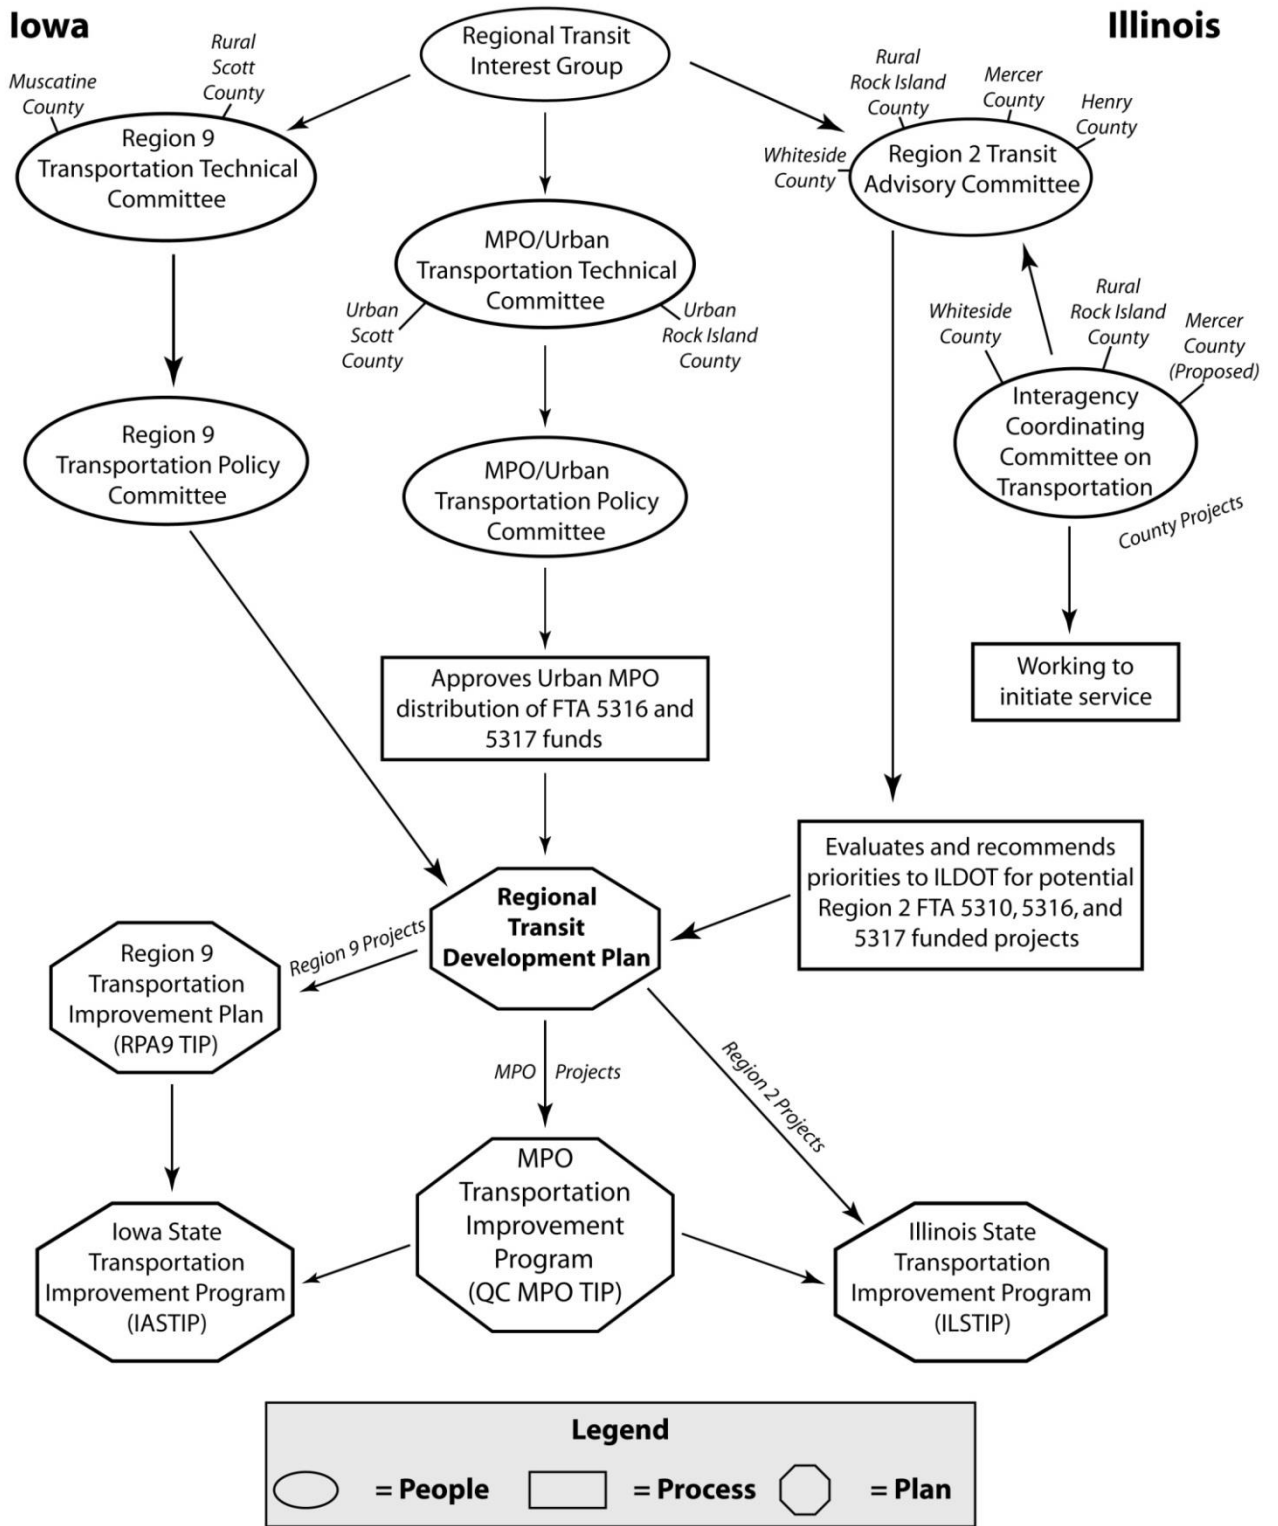 Iowa
Illinois
Regional Transit
Interest Group
Muscatine
County
Rural
Scott
County
Region 9
Transportation Technical
Committee
Rural
Rock Island
County
Mercer
County
Henry
County
Whiteside
County
Region 2 Transit
Advisory Committee
MPO/Urban
Transportation Technical
Committee
Urban
Scott
County
Urban
Rock Island
County
Whiteside
County
Rural
Rock Island
County
Mercer
County
(Proposed)
Interagency
Coordinating
Committee on
Transportation
County Projects
Region 9
Transportation Policy
Committee
MPO/Urban
Transportation Policy
Committee
Working to
initiate service
Approves Urban MPO
distribution of FTA 5316 and
5317 funds
Evaluates and recommends
priorities to ILDOT for potential
Region 2 FTA 5310, 5316, and
5317 funded projects
Regional
Transit
Development Plan
Region 9 Projects
Region 9
Transportation
Improvement Plan
(RPA9 TIP)
MPO Projects
Region 2 Projects
MPO
Transportation
Improvement
Program
(QC MPO TIP)
Iowa State
Transportation
Improvement Program
(IASTIP)
Illinois State
Transportation
Improvement Program
(ILSTIP)
Legend
= People = Process = Plan